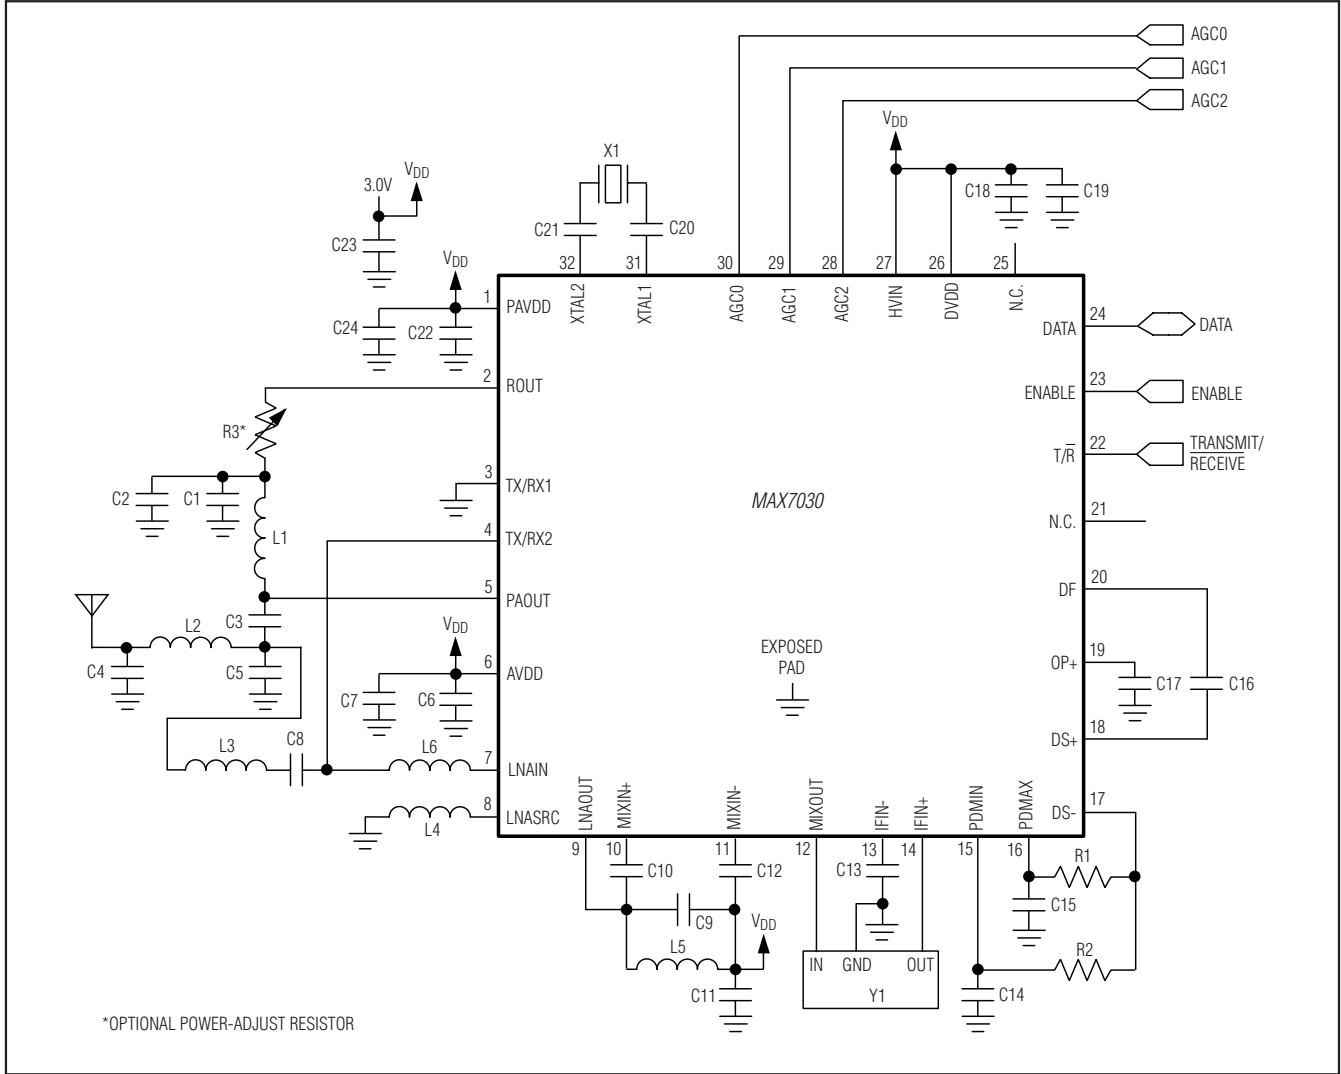 AGC0
AGC1
AGC2
VDD
X1
3.0V
VDD
C18
C19
C21
C20
C23
32
31
30
29
28
27
26
25
VDD
1
PAVDD
XTAL2
XTAL1
AGC0
AGC1
AGC2
HVIN
DVDD
N.C.
24
DATA
DATA
C24
C22
2
ROUT
23
ENABLE
ENABLE
R3*
22
T/R̅
TRANSMIT/
R̅E̅C̅E̅I̅V̅E̅
3
TX/RX1
C2
C1
MAX7030
21
N.C.
L1
4
TX/RX2
20
DF
5
PAOUT
C3
L2
VDD
EXPOSED
PAD
19
OP+
C4
C5
6
AVDD
C17
C16
C7
C6
18
DS+
L3
C8
L6
7
LNAIN
8
LNASRC
L4
LNAOUT
MIXIN+
MIXIN-
MIXOUT
IFIN-
IFIN+
PDMIN
PDMAX
17
DS-
9
10
11
12
13
14
15
16
C10
C12
C13
R1
C15
C9
VDD
L5
R2
IN
GND
OUT
C11
Y1
C14
*OPTIONAL POWER-ADJUST RESISTOR